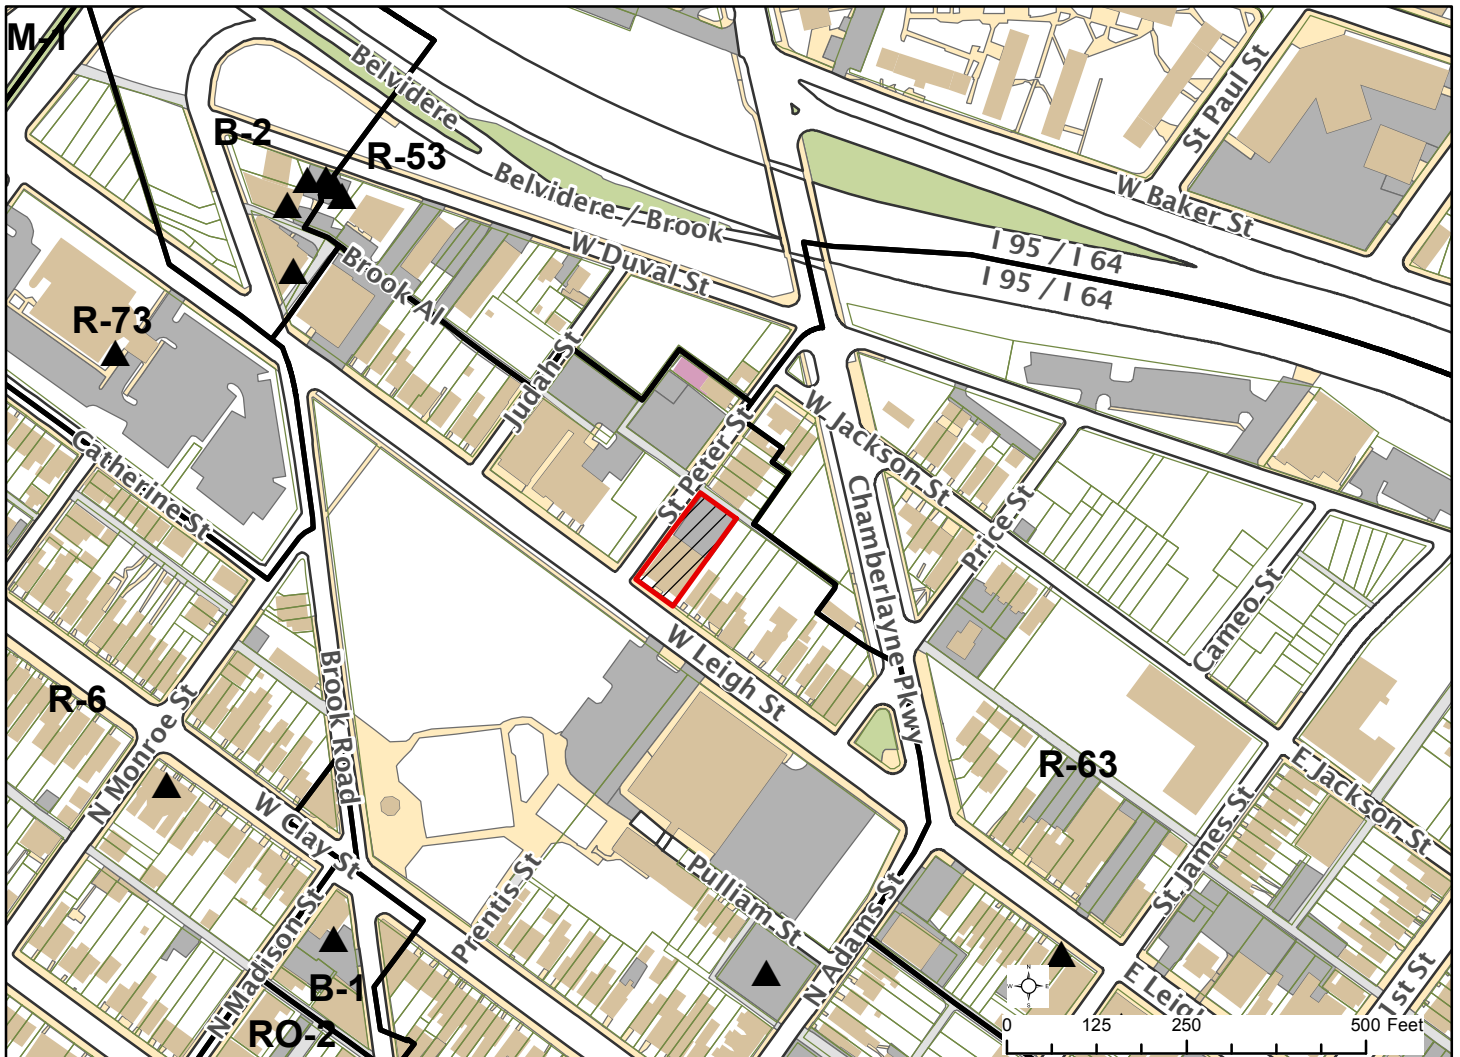 M-1
Belvidere
St Paul St
B-2
R-53
Belvidere / Brook
W Baker St
W Duval St
I 95 / I 64
I 95 / I 64
Brook Al
R-73
Judah St
St Peter St
W Jackson St
Catherine St
Chamberlayne Pkwy
Price St
Cameo St
W Leigh St
Brook Road
R-6
N Monroe St
R-63
E Jackson St
W Clay St
St James St
Prentis St
Pulliam St
N Adams St
N Madison St
B-1
RO-2
E Leig
1st St
N
W E
S
0 125 250 500 Feet